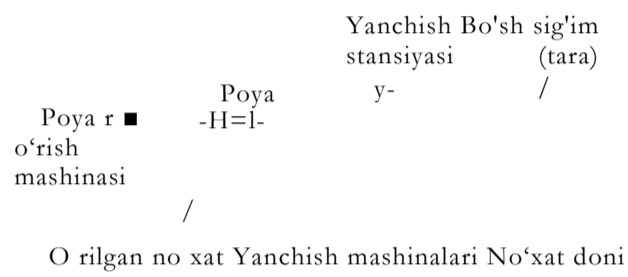 Yanchish Bo'sh sig'im
stansiyasi (tara)
Poya y- /
Poya r ■ -H=l-
o‘rish
mashinasi
/
O rilgan no xat Yanchish mashinalari No‘xat doni